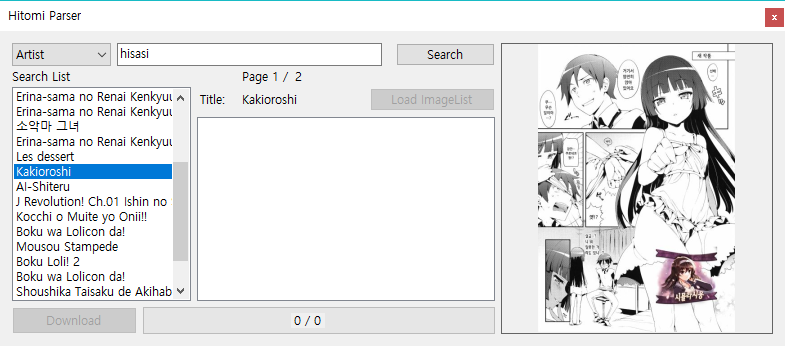 Hitomi Parser
x
Artist
hisasi
Search
Search List
Page 1 / 2
Title:
Kakioroshi
Load ImageList
Erina-sama no Renai Kenkyuu
Erina-sama no Renai Kenkyuu
소악마 그녀
Erina-sama no Renai Kenkyuu
Les dessert
Kakioroshi
AI-Shiteru
J Revolution! Ch.01 Ishin no
Kocchi o Muite yo Onii!!
Boku wa Lolicon da!
Mousou Stampede
Boku Loli! 2
Boku wa Lolicon da!
Shoushika Taisaku de Akihab
Download
0 / 0